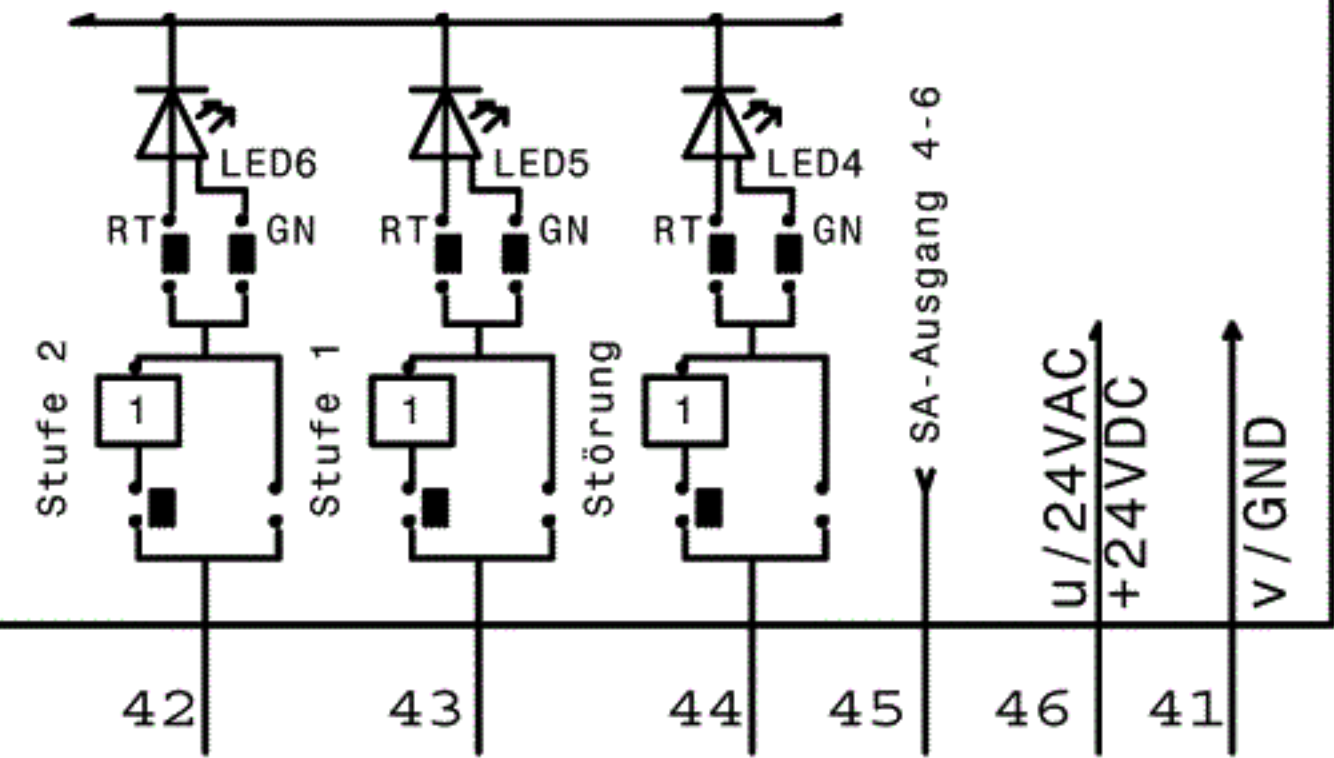 LED6
LED5
LED4
RT
GN
RT
GN
RT
GN
Stufe 2
1
Stufe 1
1
Störung
1
SA-Ausgang 4-6
u/24VAC
+24VDC
v/GND
42
43
44
45
46
41